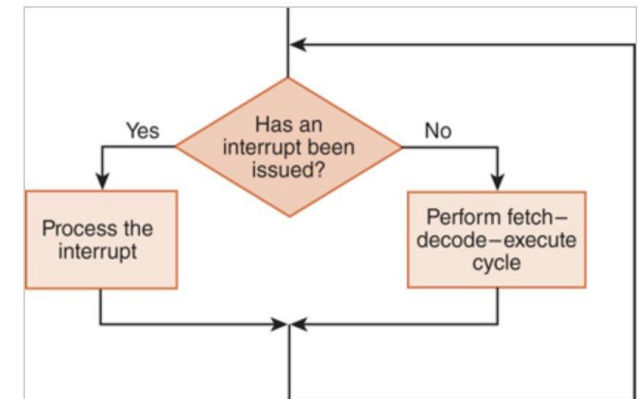 Yes
Has an
interrupt been
issued?
No
Process the
interrupt
Perform fetch–
decode–execute
cycle